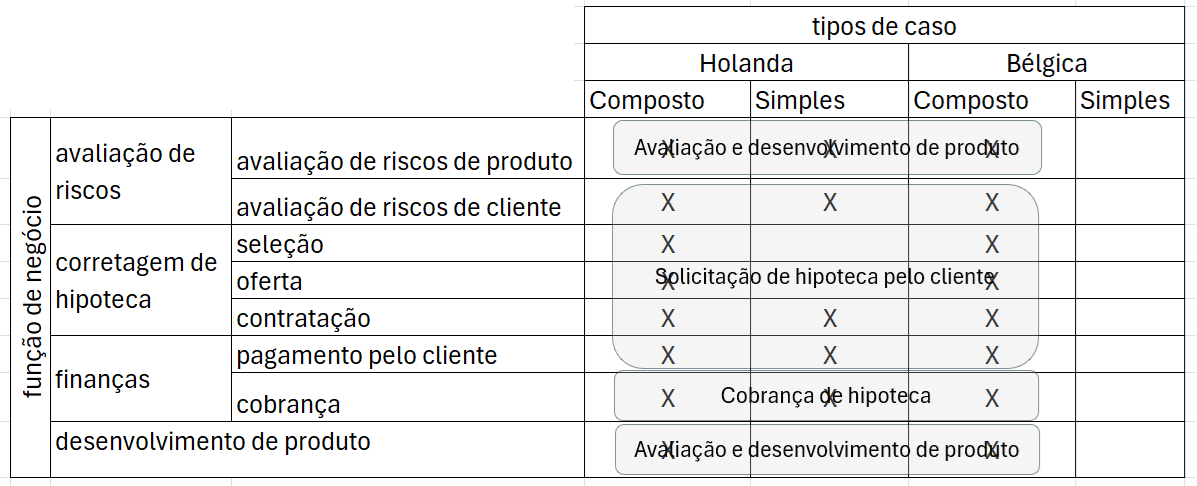 tipos de caso
Holanda Bélgica
Composto Simples Composto Simples
função de negócio
avaliação de
riscos
avaliação de riscos de produto X X X
Avaliação e desenvolvimento de produto
avaliação de riscos de cliente X X X
corretagem de
hipoteca
seleção X X
oferta X X
Solicitação de hipoteca pelo cliente
contratação X X X
finanças
pagamento pelo cliente X X X
cobrança X X X
Cobrança de hipoteca
desenvolvimento de produto X X
Avaliação e desenvolvimento de produto